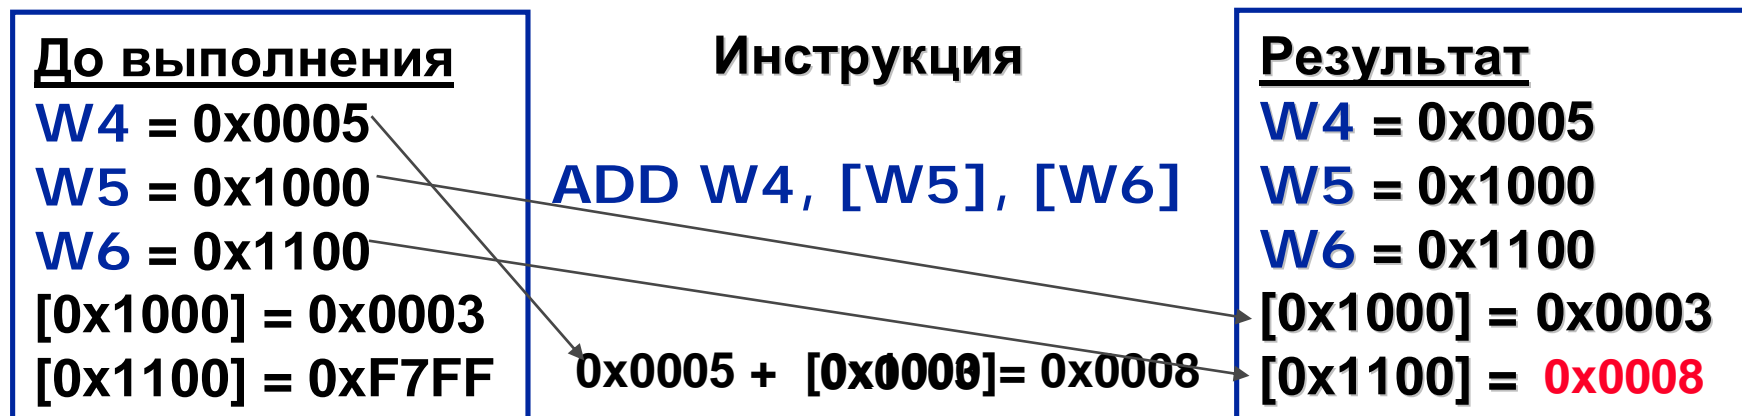 До выполнения
W4 = 0x0005
W5 = 0x1000
W6 = 0x1100
[0x1000] = 0x0003
[0x1100] = 0xF7FF
Инструкция
ADD W4, [W5], [W6]
0x0005 + = 0x0008
Результат
W4 = 0x0005
W5 = 0x1000
W6 = 0x1100
[0x1000] = 0x0003
[0x1100] = 0x0008